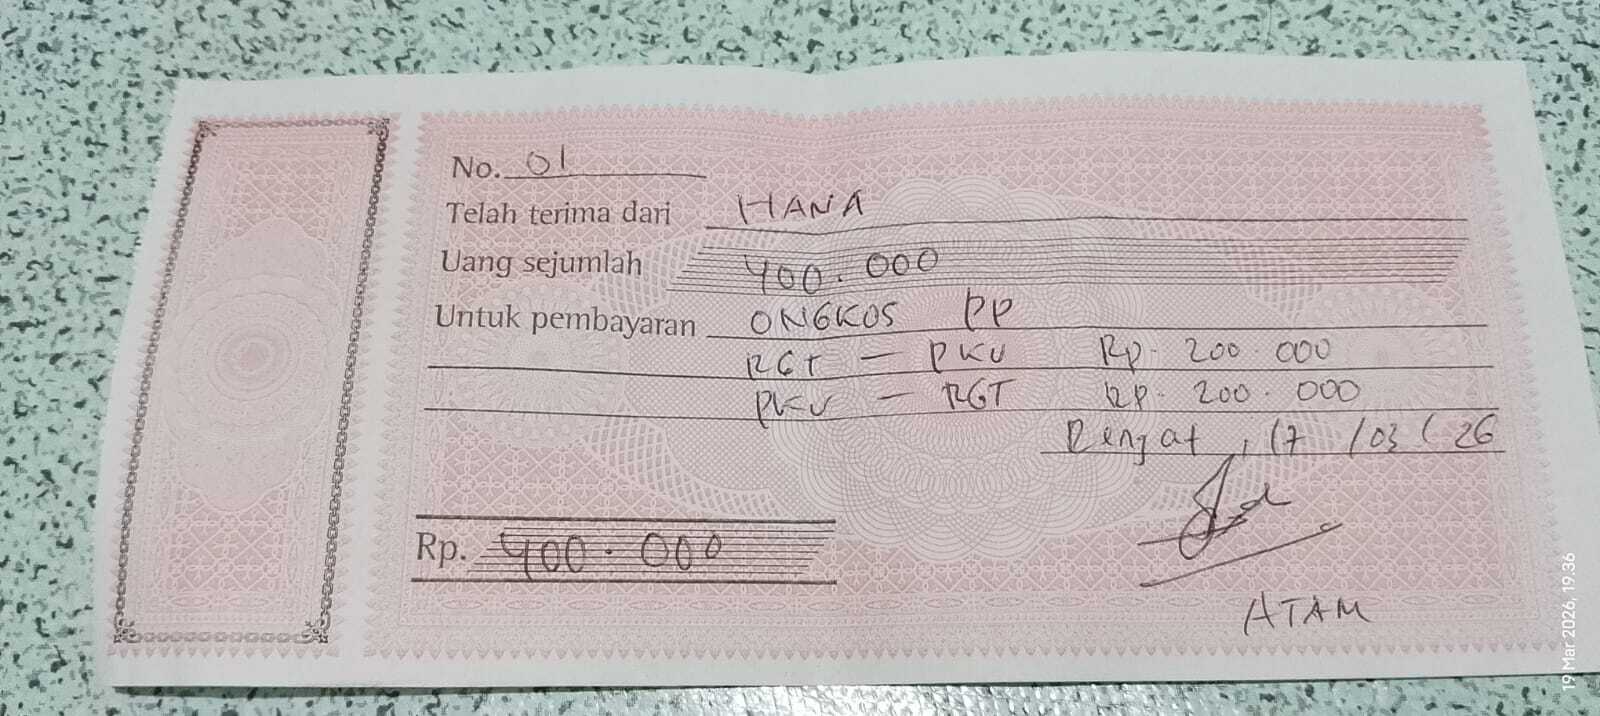 No. 01
Telah terima dari HANA
Uang sejumlah 400.000
Untuk pembayaran ONGKOS PP
RGT - PKU Rp. 200.000
PKU - RGT Rp. 200.000
Rengat, 17/03/26
Rp. 400.000
ATAM
19 Mar 2026, 19.36